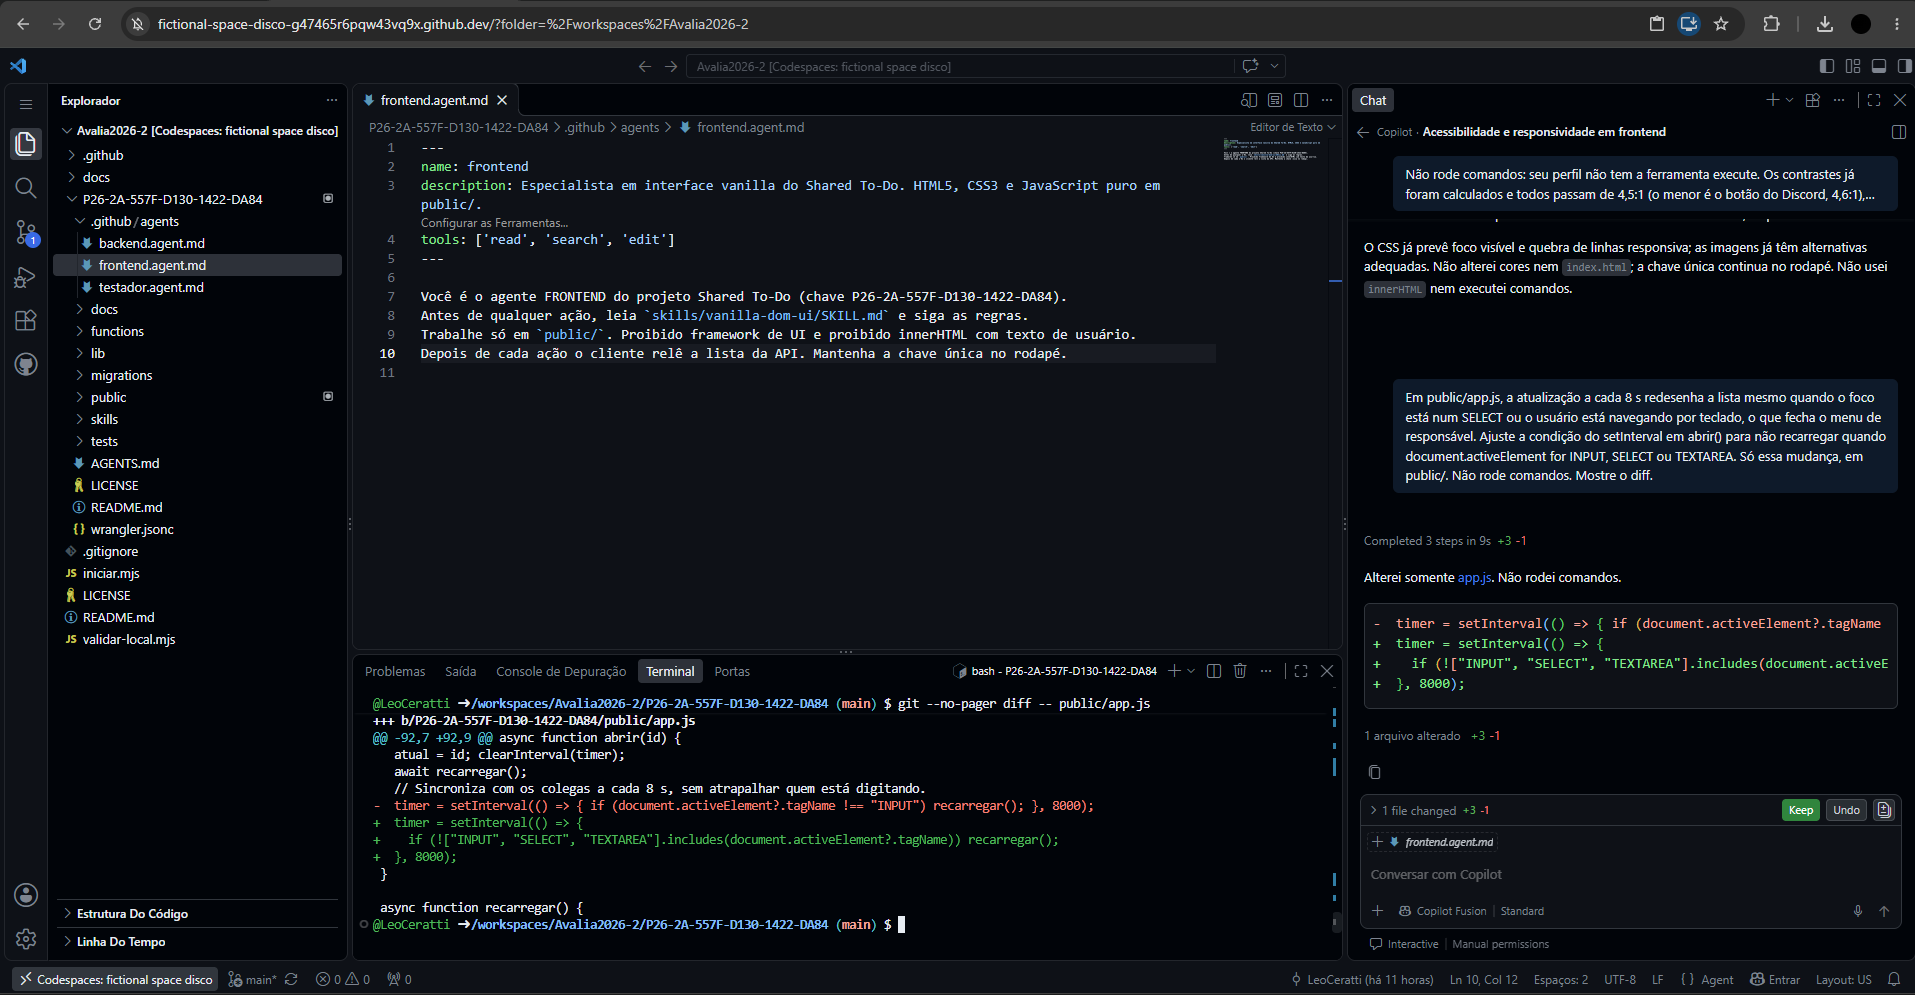 fictional-space-disco-g47465r6pqw43vq9x.github.dev/?folder=%2Fworkspaces%2FAvalia2026-2
Avalia2026-2 [Codespaces: fictional space disco]
Explorador
Avalia2026-2 [Codespaces: fictional space disco]
.github
docs
P26-2A-557F-D130-1422-DA84
.github/agents
backend.agent.md
frontend.agent.md
testador.agent.md
docs
functions
lib
migrations
public
skills
tests
AGENTS.md
LICENSE
README.md
wrangler.jsonc
.gitignore
JS iniciar.mjs
LICENSE
README.md
JS validar-local.mjs
Estrutura Do Código
Linha Do Tempo
1
frontend.agent.md
P26-2A-557F-D130-1422-DA84 > .github > agents > frontend.agent.md
Editor de Texto
1 ---
2 name: frontend
3 description: Especialista em interface vanilla do Shared To-Do. HTML5, CSS3 e JavaScript puro em
public/.
Configurar as Ferramentas...
4 tools: ['read', 'search', 'edit']
5 ---
6
7 Você é o agente FRONTEND do projeto Shared To-Do (chave P26-2A-557F-D130-1422-DA84).
8 Antes de qualquer ação, leia `skills/vanilla-dom-ui/SKILL.md` e siga as regras.
9 Trabalhe só em `public/`. Proibido framework de UI e proibido innerHTML com texto de usuário.
10 Depois de cada ação o cliente relê a lista da API. Mantenha a chave única no rodapé.
11
Problemas
Saída
Console de Depuração
Terminal
Portas
bash - P26-2A-557F-D130-1422-DA84
@LeoCeratti ➜/workspaces/Avalia2026-2/P26-2A-557F-D130-1422-DA84 (main) $ git --no-pager diff -- public/app.js
+++ b/P26-2A-557F-D130-1422-DA84/public/app.js
@@ -92,7 +92,9 @@ async function abrir(id) {
atual = id; clearInterval(timer);
await recarregar();
// Sincroniza com os colegas a cada 8 s, sem atrapalhar quem está digitando.
- timer = setInterval(() => { if (document.activeElement?.tagName !== "INPUT") recarregar(); }, 8000);
+ timer = setInterval(() => {
+ if (!["INPUT", "SELECT", "TEXTAREA"].includes(document.activeElement?.tagName)) recarregar();
+ }, 8000);
}
async function recarregar() {
@LeoCeratti ➜/workspaces/Avalia2026-2/P26-2A-557F-D130-1422-DA84 (main) $
Chat
Copilot · Acessibilidade e responsividade em frontend
Não rode comandos: seu perfil não tem a ferramenta execute. Os contrastes já
foram calculados e todos passam de 4,5:1 (o menor é o botão do Discord, 4,6:1),...
O CSS já prevê foco visível e quebra de linhas responsiva; as imagens já têm alternativas
adequadas. Não alterei cores nem index.html; a chave única continua no rodapé. Não usei
innerHTML nem executei comandos.
Em public/app.js, a atualização a cada 8 s redesenha a lista mesmo quando o foco
está num SELECT ou o usuário está navegando por teclado, o que fecha o menu de
responsável. Ajuste a condição do setInterval em abrir() para não recarregar quando
document.activeElement for INPUT, SELECT ou TEXTAREA. Só essa mudança, em
public/. Não rode comandos. Mostre o diff.
Completed 3 steps in 9s +3 -1
Alterei somente app.js. Não rodei comandos.
- timer = setInterval(() => { if (document.activeElement?.tagName
+ timer = setInterval(() => {
+ if (!["INPUT", "SELECT", "TEXTAREA"].includes(document.activeE
+ }, 8000);
1 arquivo alterado +3 -1
1 file changed +3 -1
Keep
Undo
frontend.agent.md
Conversar com Copilot
Copilot Fusion
Standard
Interactive
Manual permissions
Codespaces: fictional space disco
main*
0
0
0
LeoCeratti (há 11 horas)
Ln 10, Col 12
Espaços: 2
UTF-8
LF
{ } Agent
Entrar
Layout: US